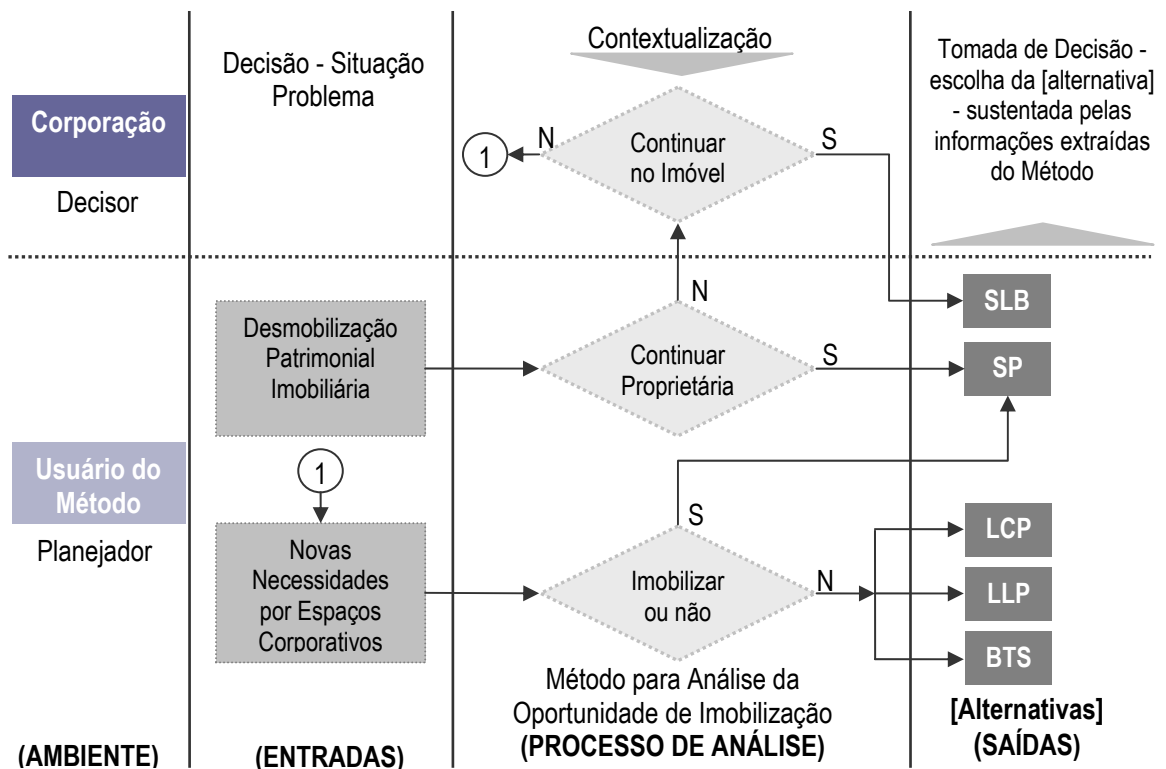 Corporação
Decisor
Usuário do
Método
Planejador
(AMBIENTE)
Decisão - Situação
Problema
Desmobilização
Patrimonial
Imobiliária
1
Novas
Necessidades
por Espaços
Corporativos
(ENTRADAS)
Contextualização
1
N
Continuar
no Imóvel
S
N
Continuar
Proprietária
S
S
Imobilizar
ou não
N
Método para Análise da
Oportunidade de Imobilização
(PROCESSO DE ANÁLISE)
Tomada de Decisão -
escolha da [alternativa]
- sustentada pelas
informações extraídas
do Método
SLB
SP
LCP
LLP
BTS
[Alternativas]
(SAÍDAS)